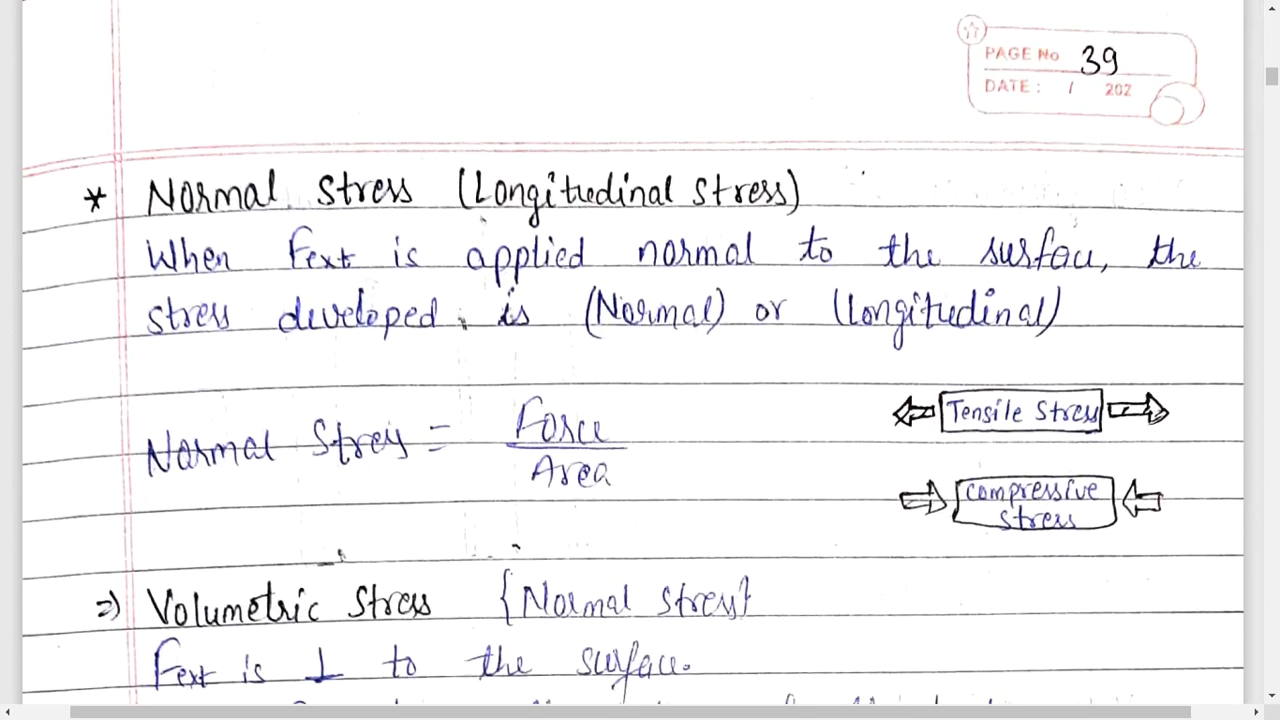 PAGE No 39
DATE : / 202
* Normal Stress (Longitudinal Stress)
When Fext is applied normal to the surface, the
stress developed is (Normal) or (Longitudinal)
Normal Stress = Force / Area
Tensile Stress
Compressive
Stress
=> Volumetric Stress {Normal Stress}
Fext is ⊥ to the surface.